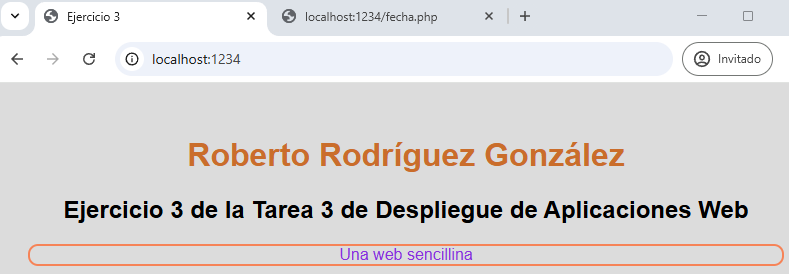 Ejercicio 3
localhost:1234/fecha.php
localhost:1234
Invitado
Roberto Rodríguez González
Ejercicio 3 de la Tarea 3 de Despliegue de Aplicaciones Web
Una web sencillina